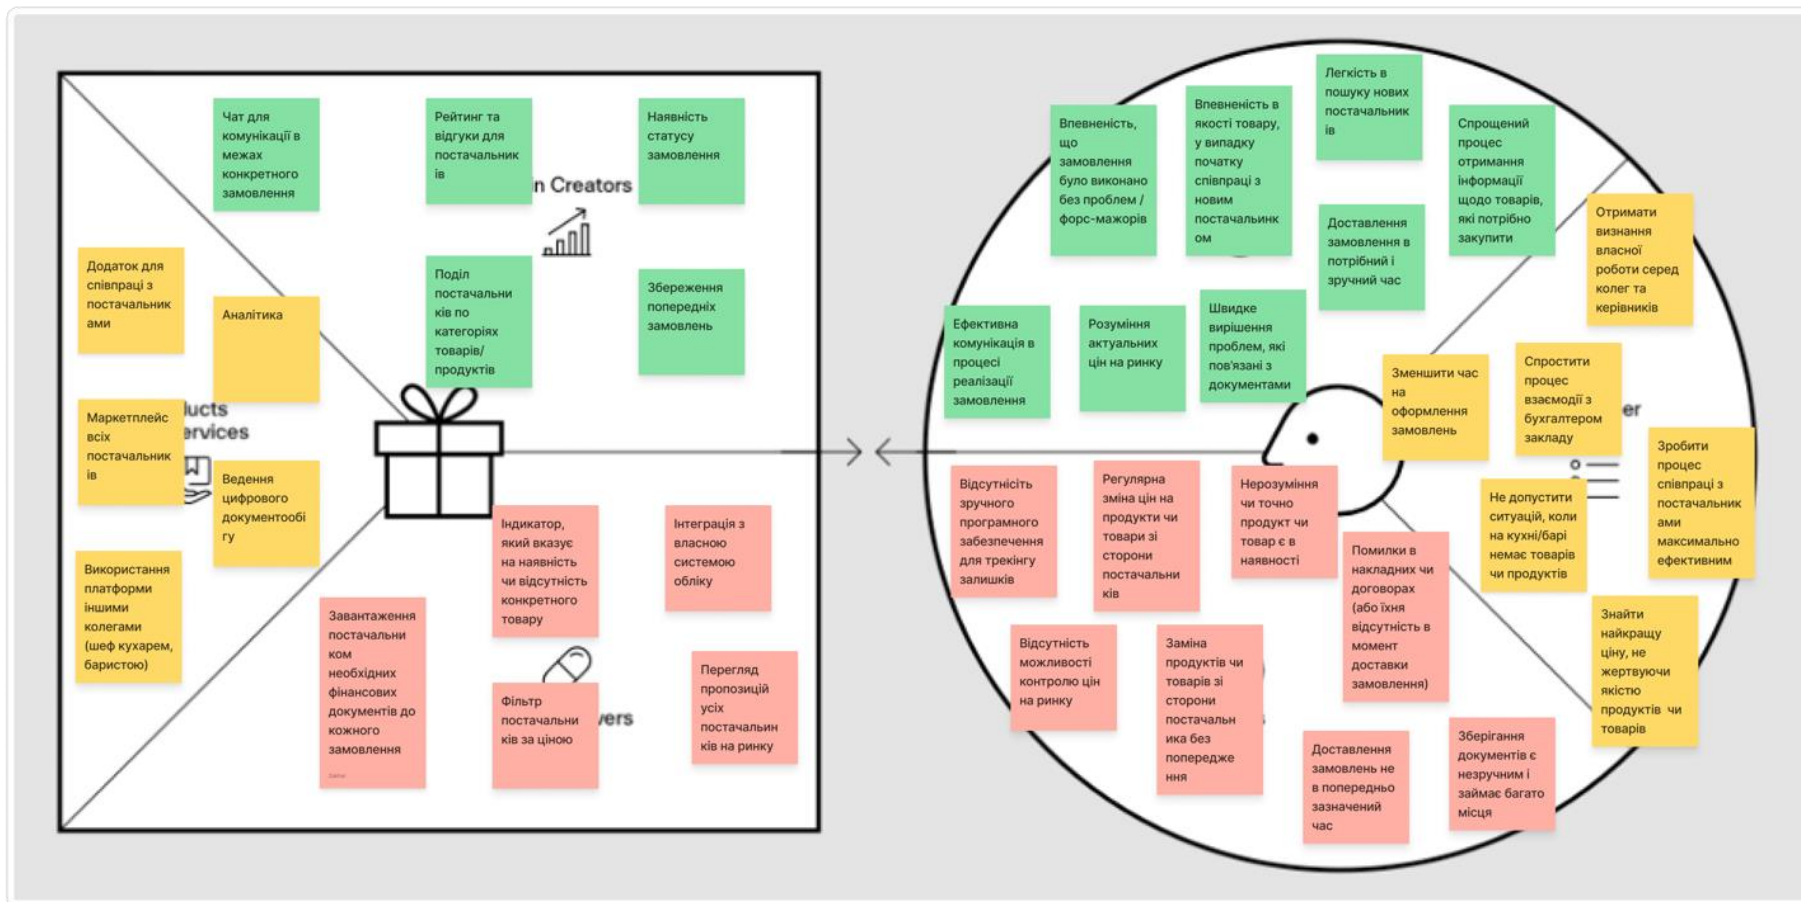 Чат для
комунікації в
межах
конкретного
замовлення
Рейтинг та
відгуки для
постачальник
ів
Наявність
статусу
замовлення
in Creators
Поділ
постачальни
ків по
категоріях
товарів/
продуктів
Збереження
попередніх
замовлень
Додаток для
співпраці з
постачальник
ами
Аналітика
Маркетплейс
всіх
постачальник
ів
ducts
ervices
Ведення
цифрового
документообі
гу
Використання
платформи
іншими
колегами
(шеф кухарем,
баристою)
Завантаження
постачальни
ком
необхідних
фінансових
документів до
кожного
замовлення
Індикатор,
який вказує
на наявність
чи відсутність
конкретного
товару
Інтеграція з
власною
системою
обліку
Фільтр
постачальни
ків за ціною
vers
Перегляд
пропозицій
усіх
постачальин
ків на ринку
Впевненість,
що
замовлення
було виконано
без проблем /
форс-мажорів
Впевненість в
якості товару,
у випадку
початку
співпраці з
новим
постачальинк
ом
Легкість в
пошуку нових
постачальник
ів
Спрощений
процес
отримання
інформації
щодо товарів,
які потрібно
закупити
Доставлення
замовлення в
потрібний і
зручний час
Ефективна
комунікація в
процесі
реалізації
замовлення
Розуміння
актуальних
цін на ринку
Швидке
вирішення
проблем, які
пов'язані з
документами
Отримати
визнання
власної
роботи серед
колег та
керівників
Зменшити час
на
оформлення
замовлень
Спростити
процес
взаємодії з
бухгалтером
закладу
er
Не допустити
ситуацій, коли
на кухні/барі
немає товарів
чи продуктів
Зробити
процес
співпраці з
постачальник
ами
максимально
ефективним
Знайти
найкращу
ціну, не
жертвуючи
якістю
продуктів чи
товарів
Відсутність
зручного
програмного
забезпечення
для трекінгу
залишків
Регулярна
зміна цін на
продукти чи
товари зі
сторони
постачальни
ків
Нерозуміння
чи точно
продукт чи
товар є в
наявності
Помилки в
накладних чи
договорах
(або їхня
відсутність в
момент
доставки
замовлення)
Відсутність
можливості
контролю цін
на ринку
Заміна
продуктів чи
товарів зі
сторони
постачальн
ика без
попередже
ння
s
Доставлення
замовлень не
в попередньо
зазначений
час
Зберігання
документів є
незручним і
займає багато
місця